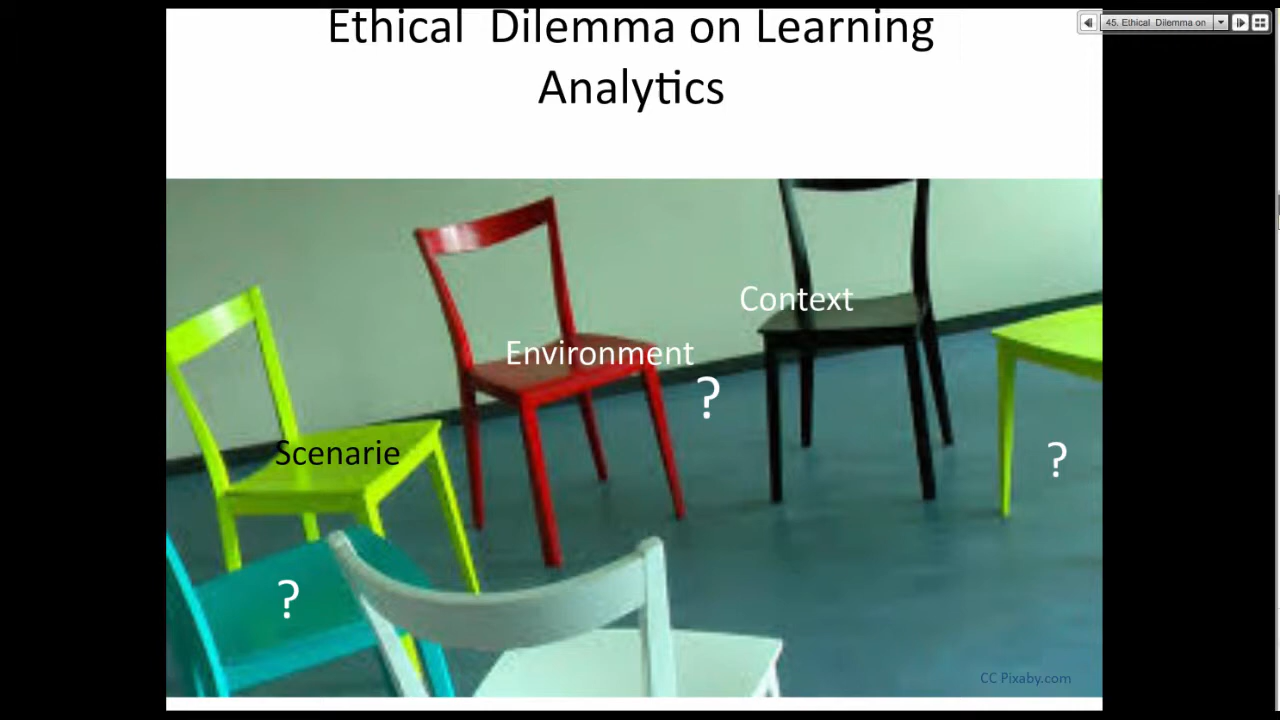 Ethical  Dilemma on Learning
Analytics
45. Ethical  Dilemma on
Context
Environment
?
Scenarie
?
?
CC Pixaby.com